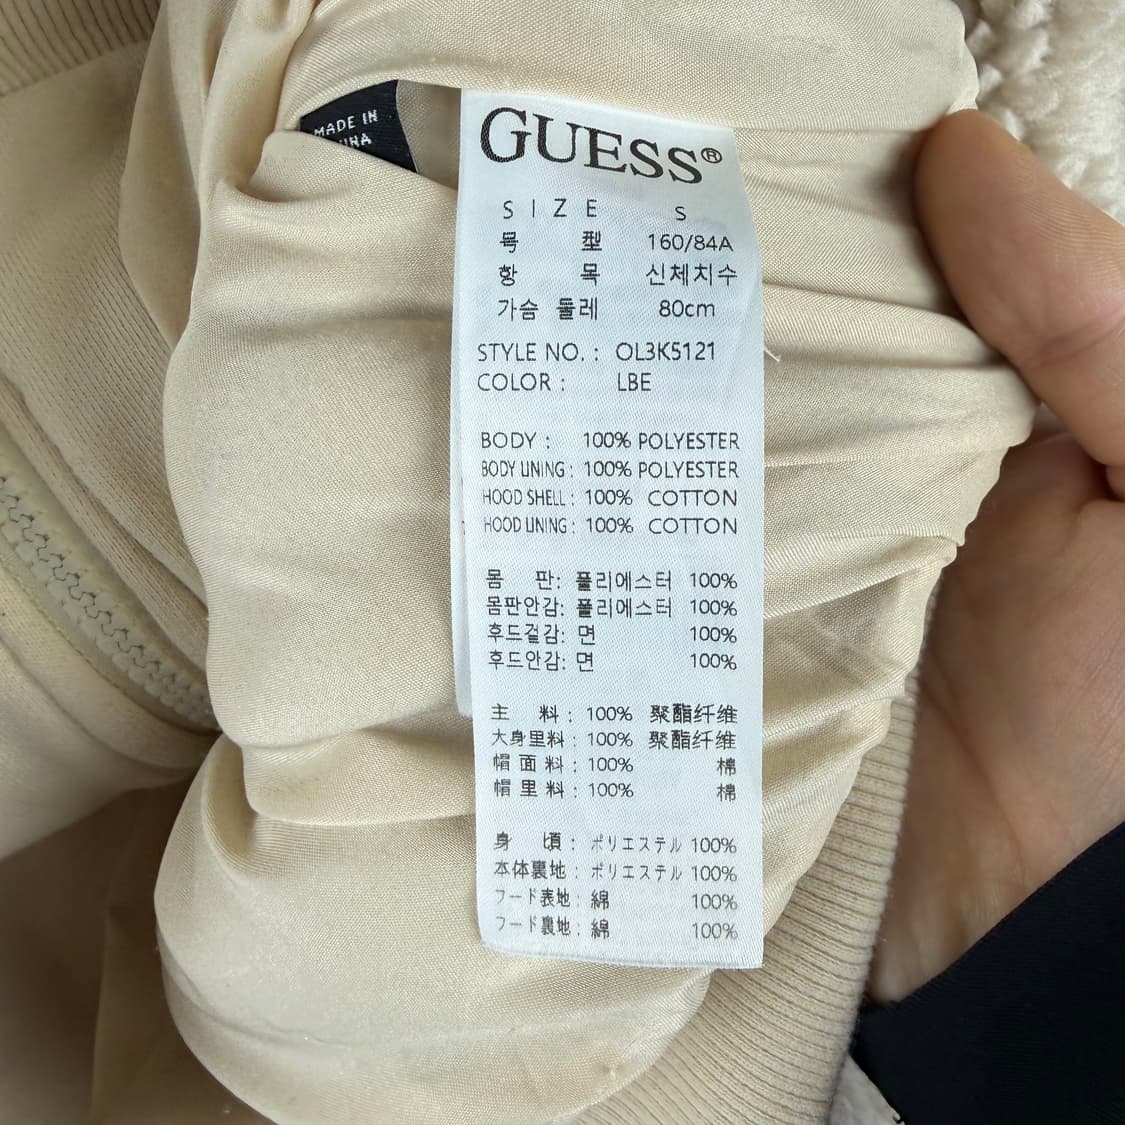 MADE IN
GUESS®
SIZE S
号 型 160/84A
항 목 신체치수
가슴 둘레 80cm
STYLE NO. : OL3K5121
COLOR : LBE
BODY : 100% POLYESTER
BODY LINING : 100% POLYESTER
HOOD SHELL : 100% COTTON
HOOD LINING : 100% COTTON
몸 판: 폴리에스터 100%
몸판안감: 폴리에스터 100%
후드겉감: 면 100%
후드안감: 면 100%
主 料 : 100% 聚酯纤维
大身里料 : 100% 聚酯纤维
帽 面 料 : 100% 棉
帽 里 料 : 100% 棉
身 頃 : ポリエステル 100%
本体裏地 : ポリエステル 100%
フード表地 : 綿 100%
フード裏地 : 綿 100%